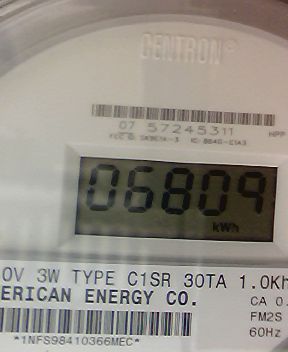 CENTRON®
07 57245311
HPP
06809
kWh
0V 3W TYPE C1SR 30TA 1.0Kh
ERICAN ENERGY CO.
CA 0.
FM2S
60Hz
*1NFS98410366MEC*